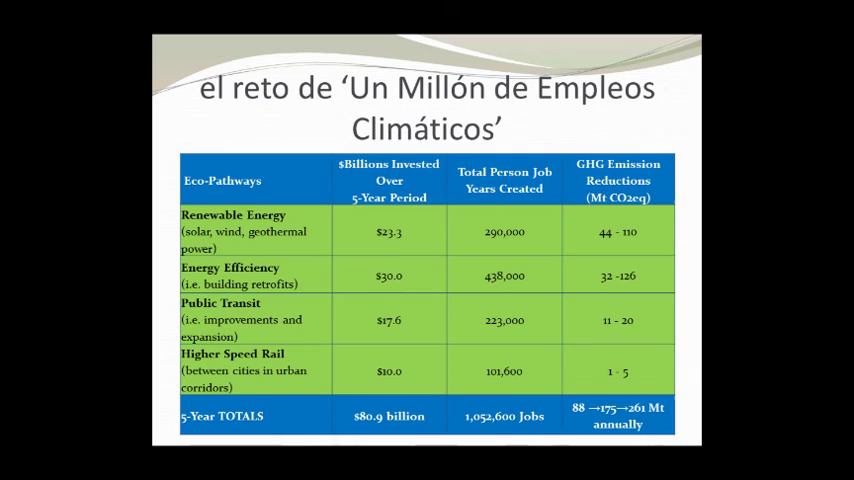 el reto de ‘Un Millón de Empleos
Climáticos’
Eco-Pathways
$Billions Invested
Over
5-Year Period
Total Person Job
Years Created
GHG Emission
Reductions
(Mt CO2eq)
Renewable Energy
(solar, wind, geothermal
power)
$23.3
290,000
44 - 110
Energy Efficiency
(i.e. building retrofits)
$30.0
438,000
32 -126
Public Transit
(i.e. improvements and
expansion)
$17.6
223,000
11 - 20
Higher Speed Rail
(between cities in urban
corridors)
$10.0
101,600
1 - 5
5-Year TOTALS
$80.9 billion
1,052,600 Jobs
88 →175→261 Mt
annually